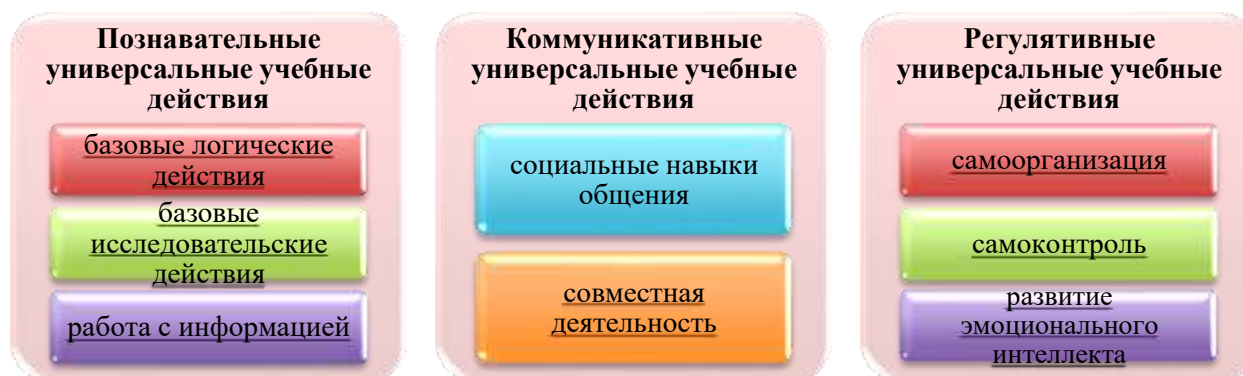 Познавательные
универсальные учебные
действия
базовые логические
действия
базовые
исследовательские
действия
работа с информацией
Коммуникативные
универсальные учебные
действия
социальные навыки
общения
совместная
деятельность
Регулятивные
универсальные учебные
действия
самоорганизация
самоконтроль
развитие
эмоционального
интеллекта